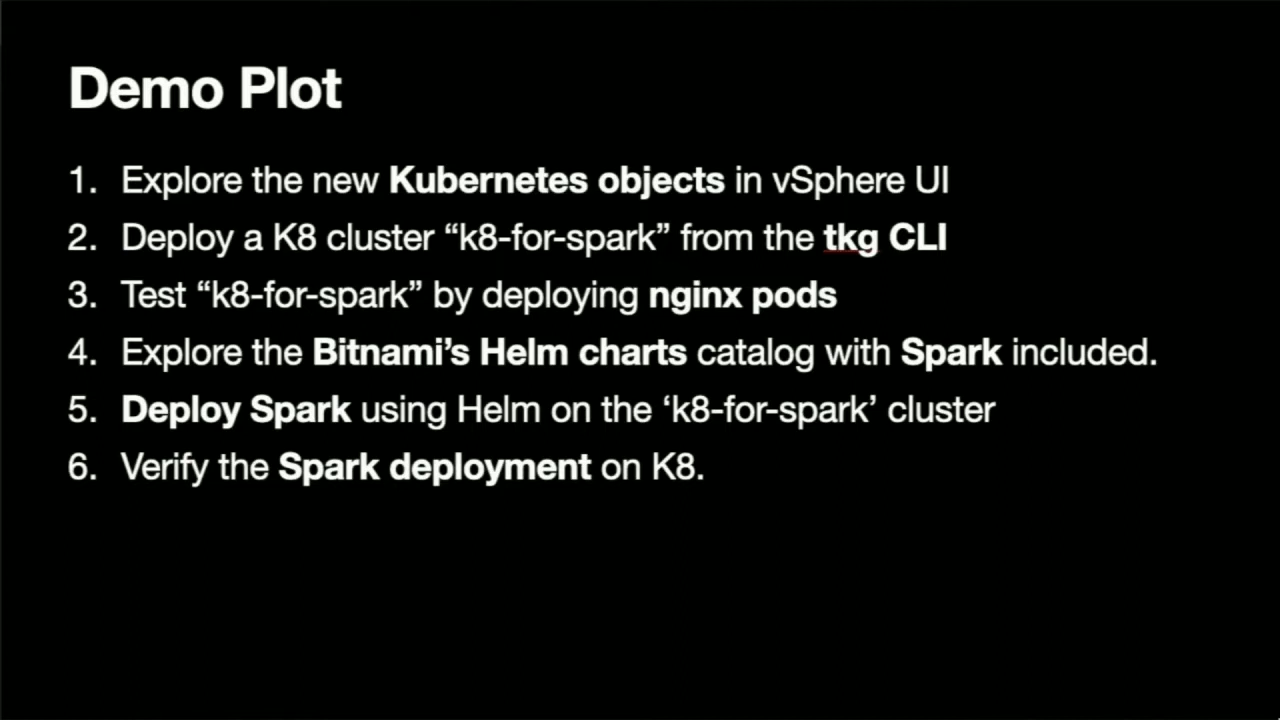 Demo Plot
1. Explore the new Kubernetes objects in vSphere UI
2. Deploy a K8 cluster “k8-for-spark” from the tkg CLI
3. Test “k8-for-spark” by deploying nginx pods
4. Explore the Bitnami’s Helm charts catalog with Spark included.
5. Deploy Spark using Helm on the ‘k8-for-spark’ cluster
6. Verify the Spark deployment on K8.